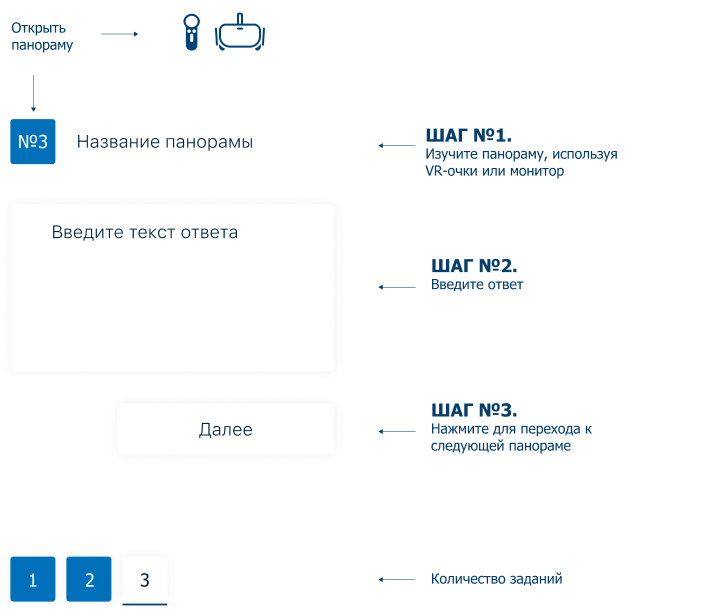 Открыть
панораму
№3
Название панорамы
ШАГ №1.
Изучите панораму, используя
VR-очки или монитор
Введите текст ответа
ШАГ №2.
Введите ответ
Далее
ШАГ №3.
Нажмите для перехода к
следующей панораме
1
2
3
Количество заданий